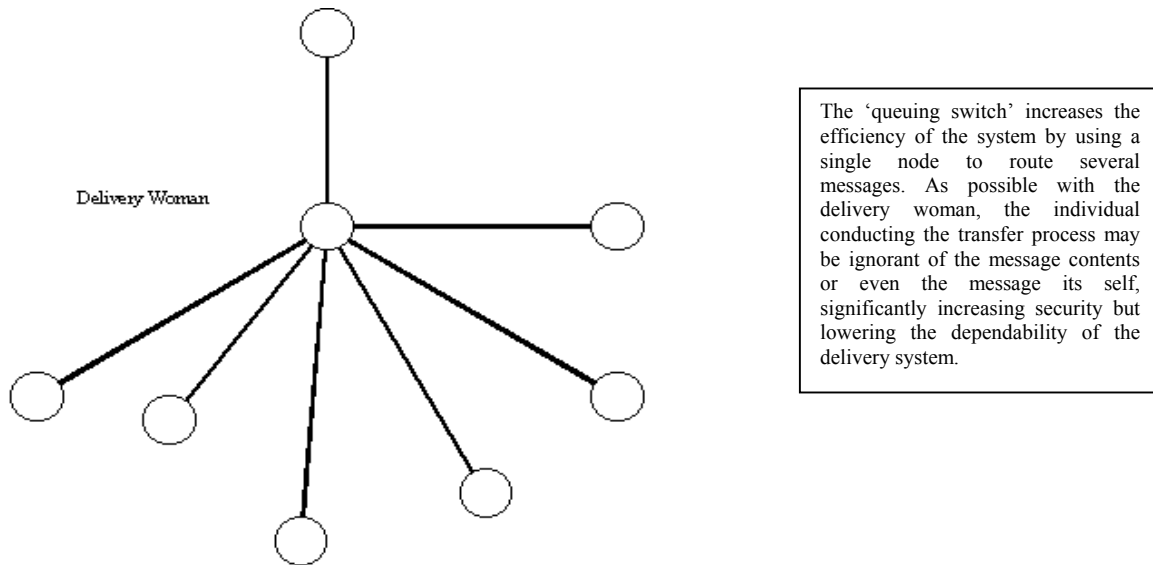 Delivery Woman
The ‘queuing switch’ increases the
efficiency of the system by using a
single node to route several
messages. As possible with the
delivery woman, the individual
conducting the transfer process may
be ignorant of the message contents
or even the message its self,
significantly increasing security but
lowering the dependability of the
delivery system.